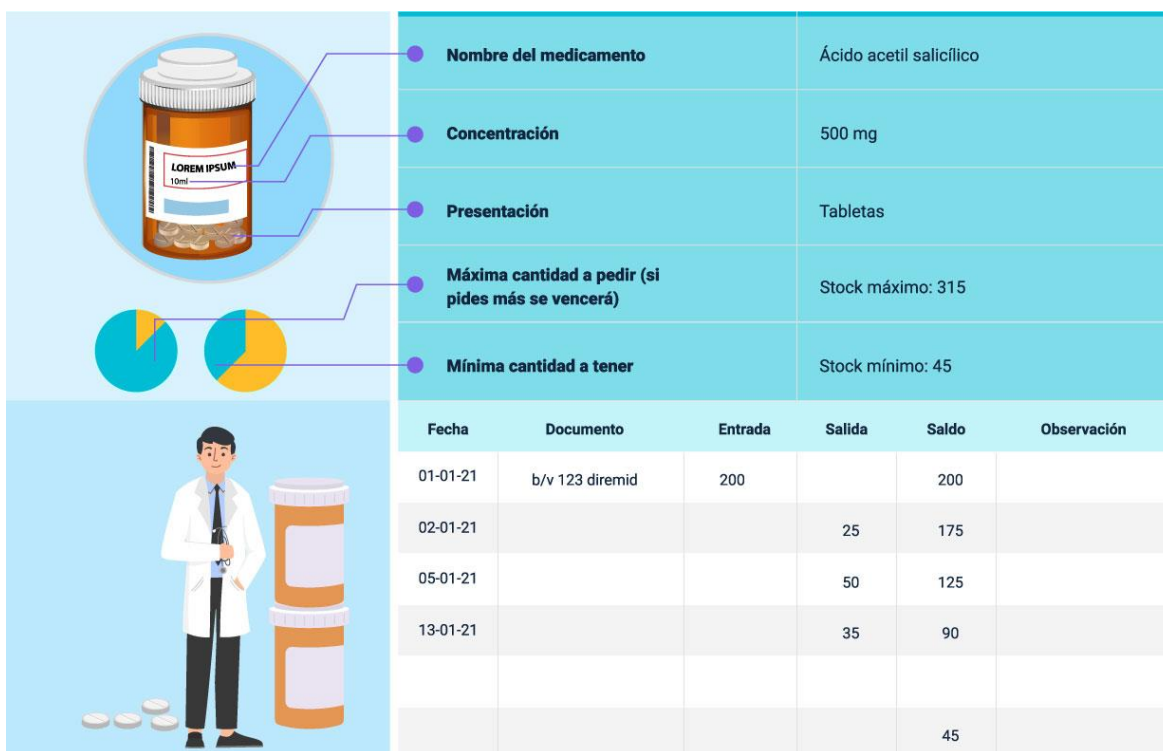 LOREM IPSUM
10ml
Nombre del medicamento
Ácido acetil salicílico
Concentración
500 mg
Presentación
Tabletas
Máxima cantidad a pedir (si
pides más se vencerá)
Stock máximo: 315
Mínima cantidad a tener
Stock mínimo: 45
Fecha Documento Entrada Salida Saldo Observación
01-01-21 b/v 123 diremid 200 200
02-01-21 25 175
05-01-21 50 125
13-01-21 35 90
45